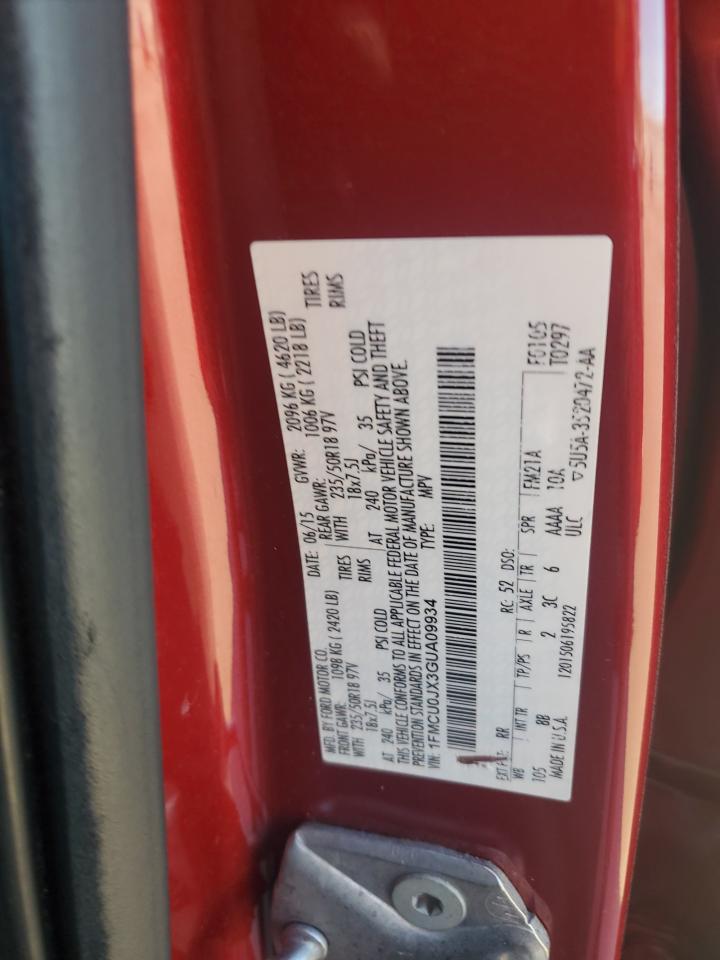 MFD. BY FORD MOTOR CO.
DATE: 06/15 GVWR: 2096 KG ( 4620 LB)
FRONT GAWR: 1098 KG ( 2420 LB) REAR GAWR: 1006 KG ( 2218 LB)
WITH 235/50R18 97V TIRES WITH 235/50R18 97V TIRES
18x7.5J RIMS 18x7.5J RIMS
AT 240 kPa/ 35 PSI COLD AT 240 kPa/ 35 PSI COLD
THIS VEHICLE CONFORMS TO ALL APPLICABLE FEDERAL MOTOR VEHICLE SAFETY AND THEFT
PREVENTION STANDARDS IN EFFECT ON THE DATE OF MANUFACTURE SHOWN ABOVE.
VIN: 1FMCU0JX3GUA09934 TYPE: MPV
EXT PNT: RR RC: 52 DSO: F01G5
WB INT TR TP/PS R AXLE TR SPR FM21A T0297
105 BB 2 3C 6 AAAA 10A
MADE IN U.S.A. 1201506195822 ULC 5U5A-3520472-AA